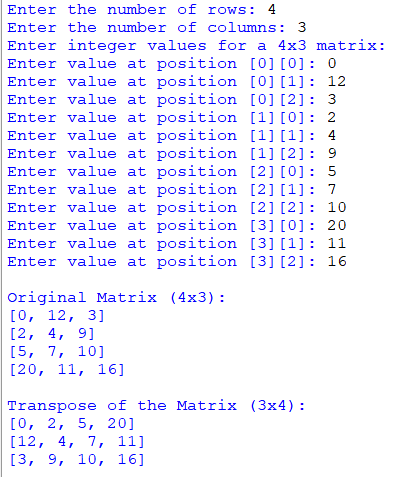 Enter the number of rows: 4
Enter the number of columns: 3
Enter integer values for a 4x3 matrix:
Enter value at position [0][0]: 0
Enter value at position [0][1]: 12
Enter value at position [0][2]: 3
Enter value at position [1][0]: 2
Enter value at position [1][1]: 4
Enter value at position [1][2]: 9
Enter value at position [2][0]: 5
Enter value at position [2][1]: 7
Enter value at position [2][2]: 10
Enter value at position [3][0]: 20
Enter value at position [3][1]: 11
Enter value at position [3][2]: 16
Original Matrix (4x3):
[0, 12, 3]
[2, 4, 9]
[5, 7, 10]
[20, 11, 16]
Transpose of the Matrix (3x4):
[0, 2, 5, 20]
[12, 4, 7, 11]
[3, 9, 10, 16]